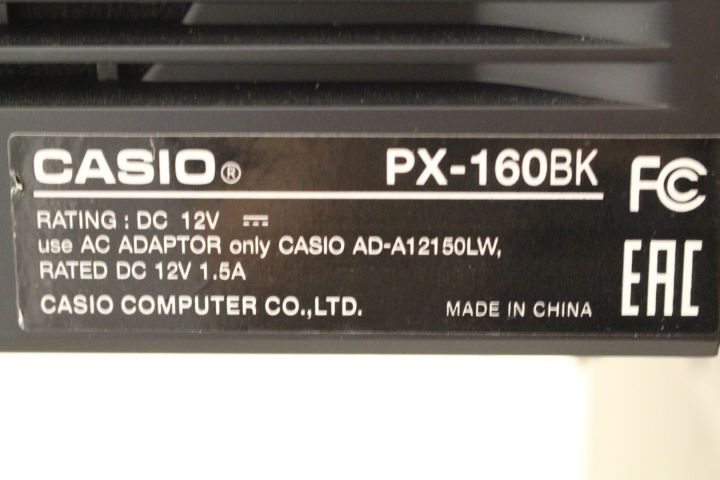 CASIO® PX-160BK FC
RATING : DC 12V ⎓
use AC ADAPTOR only CASIO AD-A12150LW,
RATED DC 12V 1.5A
EAC
CASIO COMPUTER CO.,LTD. MADE IN CHINA